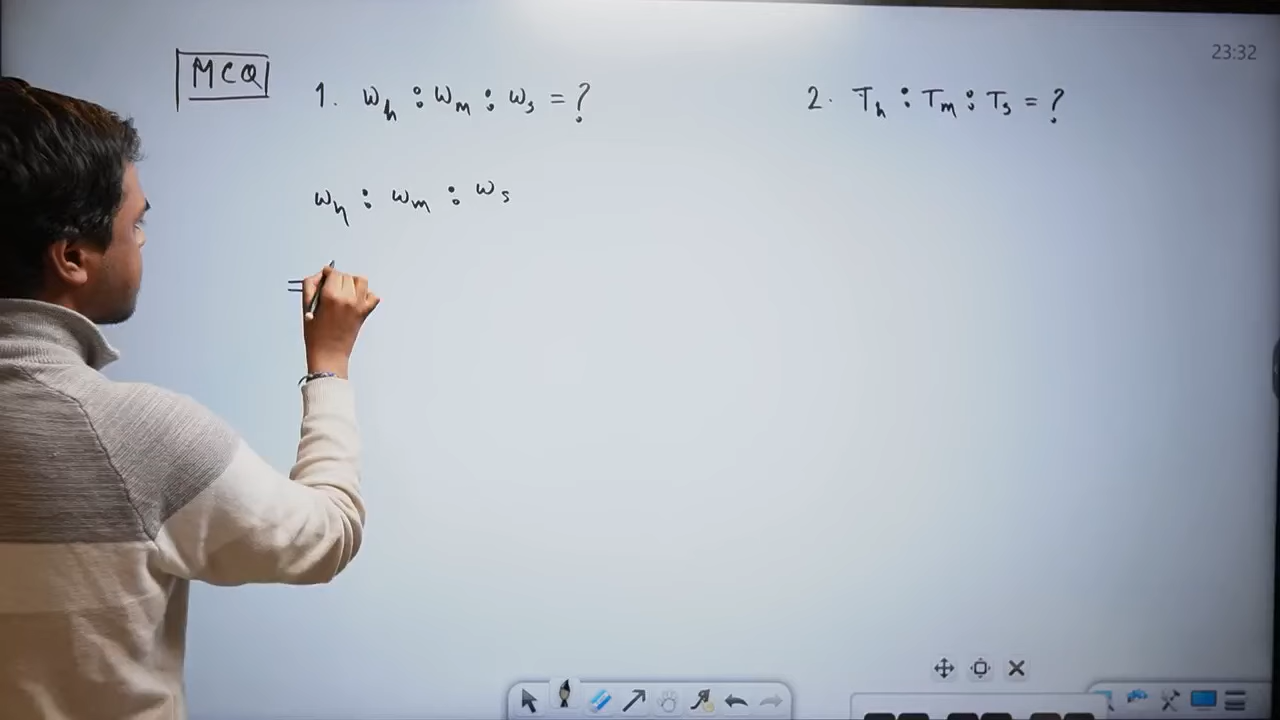 23:32
MCQ
1. ωh : ωm : ωs = ?
2. Th : Tm : Ts = ?
ωh : ωm : ωs
=